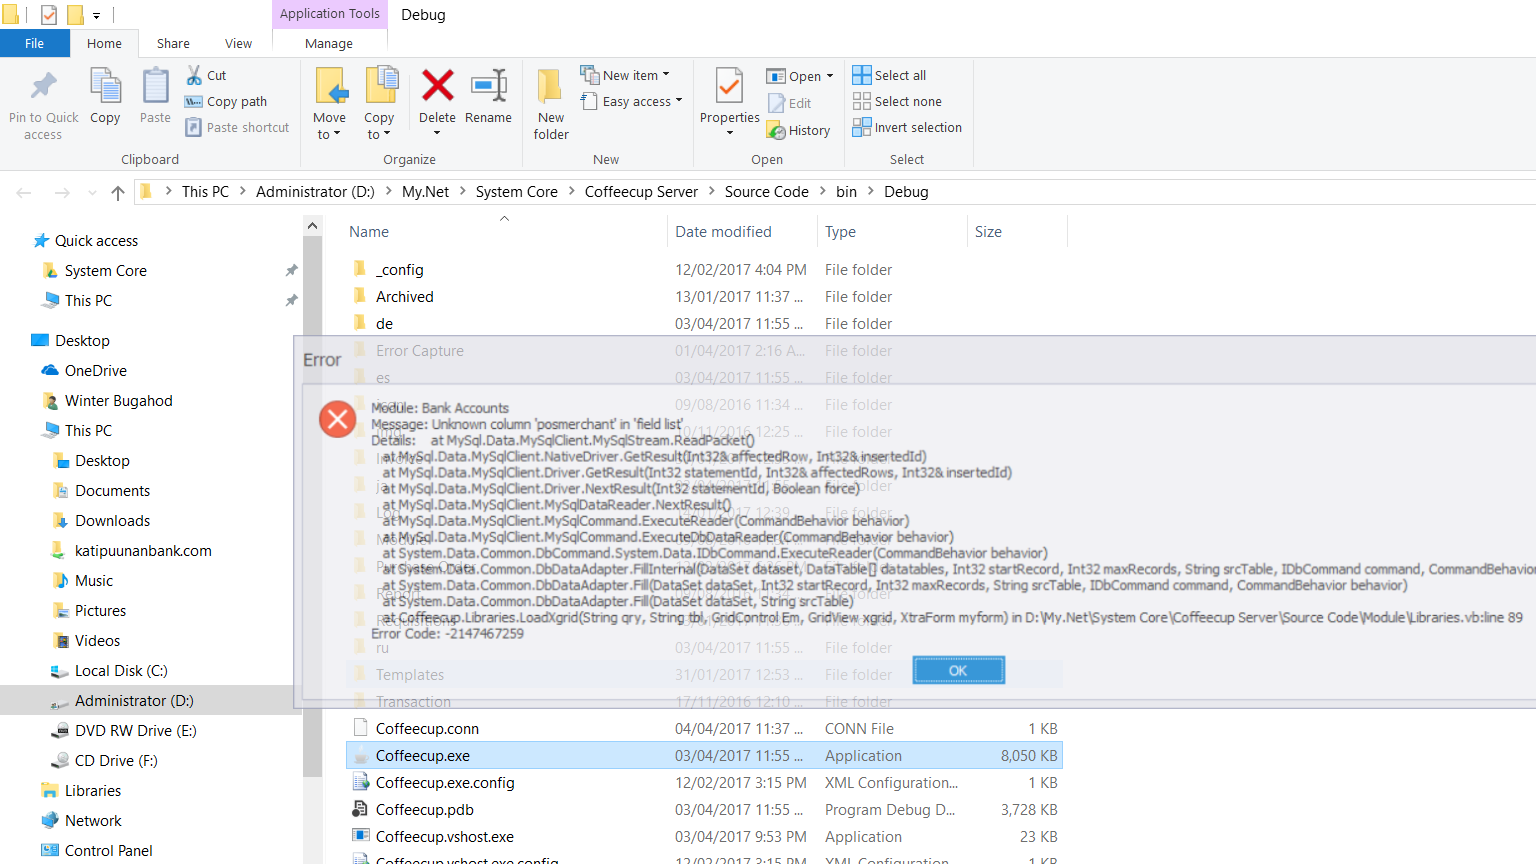 Application Tools
Debug
File
Home
Share
View
Manage
Pin to Quick access
Copy
Paste
Cut
Copy path
Paste shortcut
Clipboard
Move to
Copy to
Delete
Rename
Organize
New folder
New item
Easy access
New
Properties
Open
Edit
History
Open
Select all
Select none
Invert selection
Select
This PC > Administrator (D:) > My.Net > System Core > Coffeecup Server > Source Code > bin > Debug
Quick access
System Core
This PC
Desktop
OneDrive
Winter Bugahod
This PC
Desktop
Documents
Downloads
katipuunanbank.com
Music
Pictures
Videos
Local Disk (C:)
Administrator (D:)
DVD RW Drive (E:)
CD Drive (F:)
Libraries
Network
Control Panel
Name Date modified Type Size
_config 12/02/2017 4:04 PM File folder
Archived 13/01/2017 11:37 ... File folder
de 03/04/2017 11:55 ... File folder
Error Capture 01/04/2017 2:16 A... File folder
es 03/04/2017 11:55 ... File folder
09/08/2016 11:34 ... File folder
10/11/2016 12:25 ... File folder
Error
Module: Bank Accounts
Message: Unknown column 'posmerchant' in 'field list'
Details: at MySql.Data.MySqlClient.MySqlStream.ReadPacket()
at MySql.Data.MySqlClient.NativeDriver.GetResult(Int32& affectedRow, Int32& insertedId)
at MySql.Data.MySqlClient.Driver.GetResult(Int32 statementId, Int32& affectedRows, Int32& insertedId)
at MySql.Data.MySqlClient.Driver.NextResult(Int32 statementId, Boolean force)
at MySql.Data.MySqlClient.MySqlDataReader.NextResult()
at MySql.Data.MySqlClient.MySqlCommand.ExecuteReader(CommandBehavior behavior)
at MySql.Data.MySqlClient.MySqlCommand.ExecuteDbDataReader(CommandBehavior behavior)
at System.Data.Common.DbCommand.System.Data.IDbCommand.ExecuteReader(CommandBehavior behavior)
at System.Data.Common.DbDataAdapter.FillInternal(DataSet dataset, DataTable[] datatables, Int32 startRecord, Int32 maxRecords, String srcTable, IDbCommand command, CommandBehavior
at System.Data.Common.DbDataAdapter.Fill(DataSet dataSet, Int32 startRecord, Int32 maxRecords, String srcTable, IDbCommand command, CommandBehavior behavior)
at System.Data.Common.DbDataAdapter.Fill(DataSet dataSet, String srcTable)
at Coffeecup.Libraries.LoadXgrid(String qry, String tbl, GridControl Em, GridView xgrid, XtraForm myform) in D:\My.Net\System Core\Coffeecup Server\Source Code\Module\Libraries.vb:line 89
Error Code: -2147467259
OK
ru 03/04/2017 11:55 ... File folder
Templates 31/01/2017 12:53 ... File folder
Transaction 17/11/2016 12:10 ... File folder
Coffeecup.conn 04/04/2017 11:37 ... CONN File 1 KB
Coffeecup.exe 03/04/2017 11:55 ... Application 8,050 KB
Coffeecup.exe.config 12/02/2017 3:15 PM XML Configuration... 1 KB
Coffeecup.pdb 03/04/2017 11:55 ... Program Debug D... 3,728 KB
Coffeecup.vshost.exe 03/04/2017 9:53 PM Application 23 KB
Coffeecup.vshost.exe.config 12/02/2017 3:15 PM XML Configuration... 1 KB